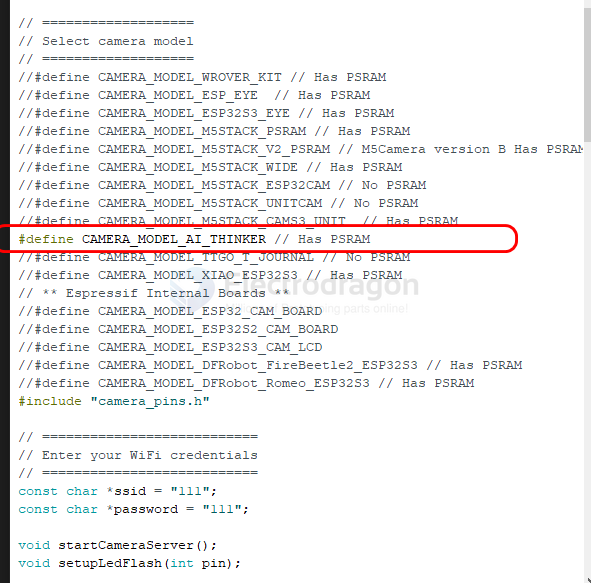 // ===================
// Select camera model
// ===================
//#define CAMERA_MODEL_WROVER_KIT // Has PSRAM
//#define CAMERA_MODEL_ESP_EYE  // Has PSRAM
//#define CAMERA_MODEL_ESP32S3_EYE // Has PSRAM
//#define CAMERA_MODEL_M5STACK_PSRAM // Has PSRAM
//#define CAMERA_MODEL_M5STACK_V2_PSRAM // M5Camera version B Has PSRAM
//#define CAMERA_MODEL_M5STACK_WIDE // Has PSRAM
//#define CAMERA_MODEL_M5STACK_ESP32CAM // No PSRAM
//#define CAMERA_MODEL_M5STACK_UNITCAM // No PSRAM
//#define CAMERA_MODEL_M5STACK_CAMS3_UNIT  // Has PSRAM
#define CAMERA_MODEL_AI_THINKER // Has PSRAM
//#define CAMERA_MODEL_TTGO_T_JOURNAL // No PSRAM
//#define CAMERA_MODEL_XIAO_ESP32S3 // Has PSRAM
// ** Espressif Internal Boards **
Electrodragon
//#define CAMERA_MODEL_ESP32_CAM_BOARD
parts online!
//#define CAMERA_MODEL_ESP32S2_CAM_BOARD
//#define CAMERA_MODEL_ESP32S3_CAM_LCD
//#define CAMERA_MODEL_DFRobot_FireBeetle2_ESP32S3 // Has PSRAM
//#define CAMERA_MODEL_DFRobot_Romeo_ESP32S3 // Has PSRAM
#include "camera_pins.h"
// ===========================
// Enter your WiFi credentials
// ===========================
const char *ssid = "111";
const char *password = "111";
void startCameraServer();
void setupLedFlash(int pin);